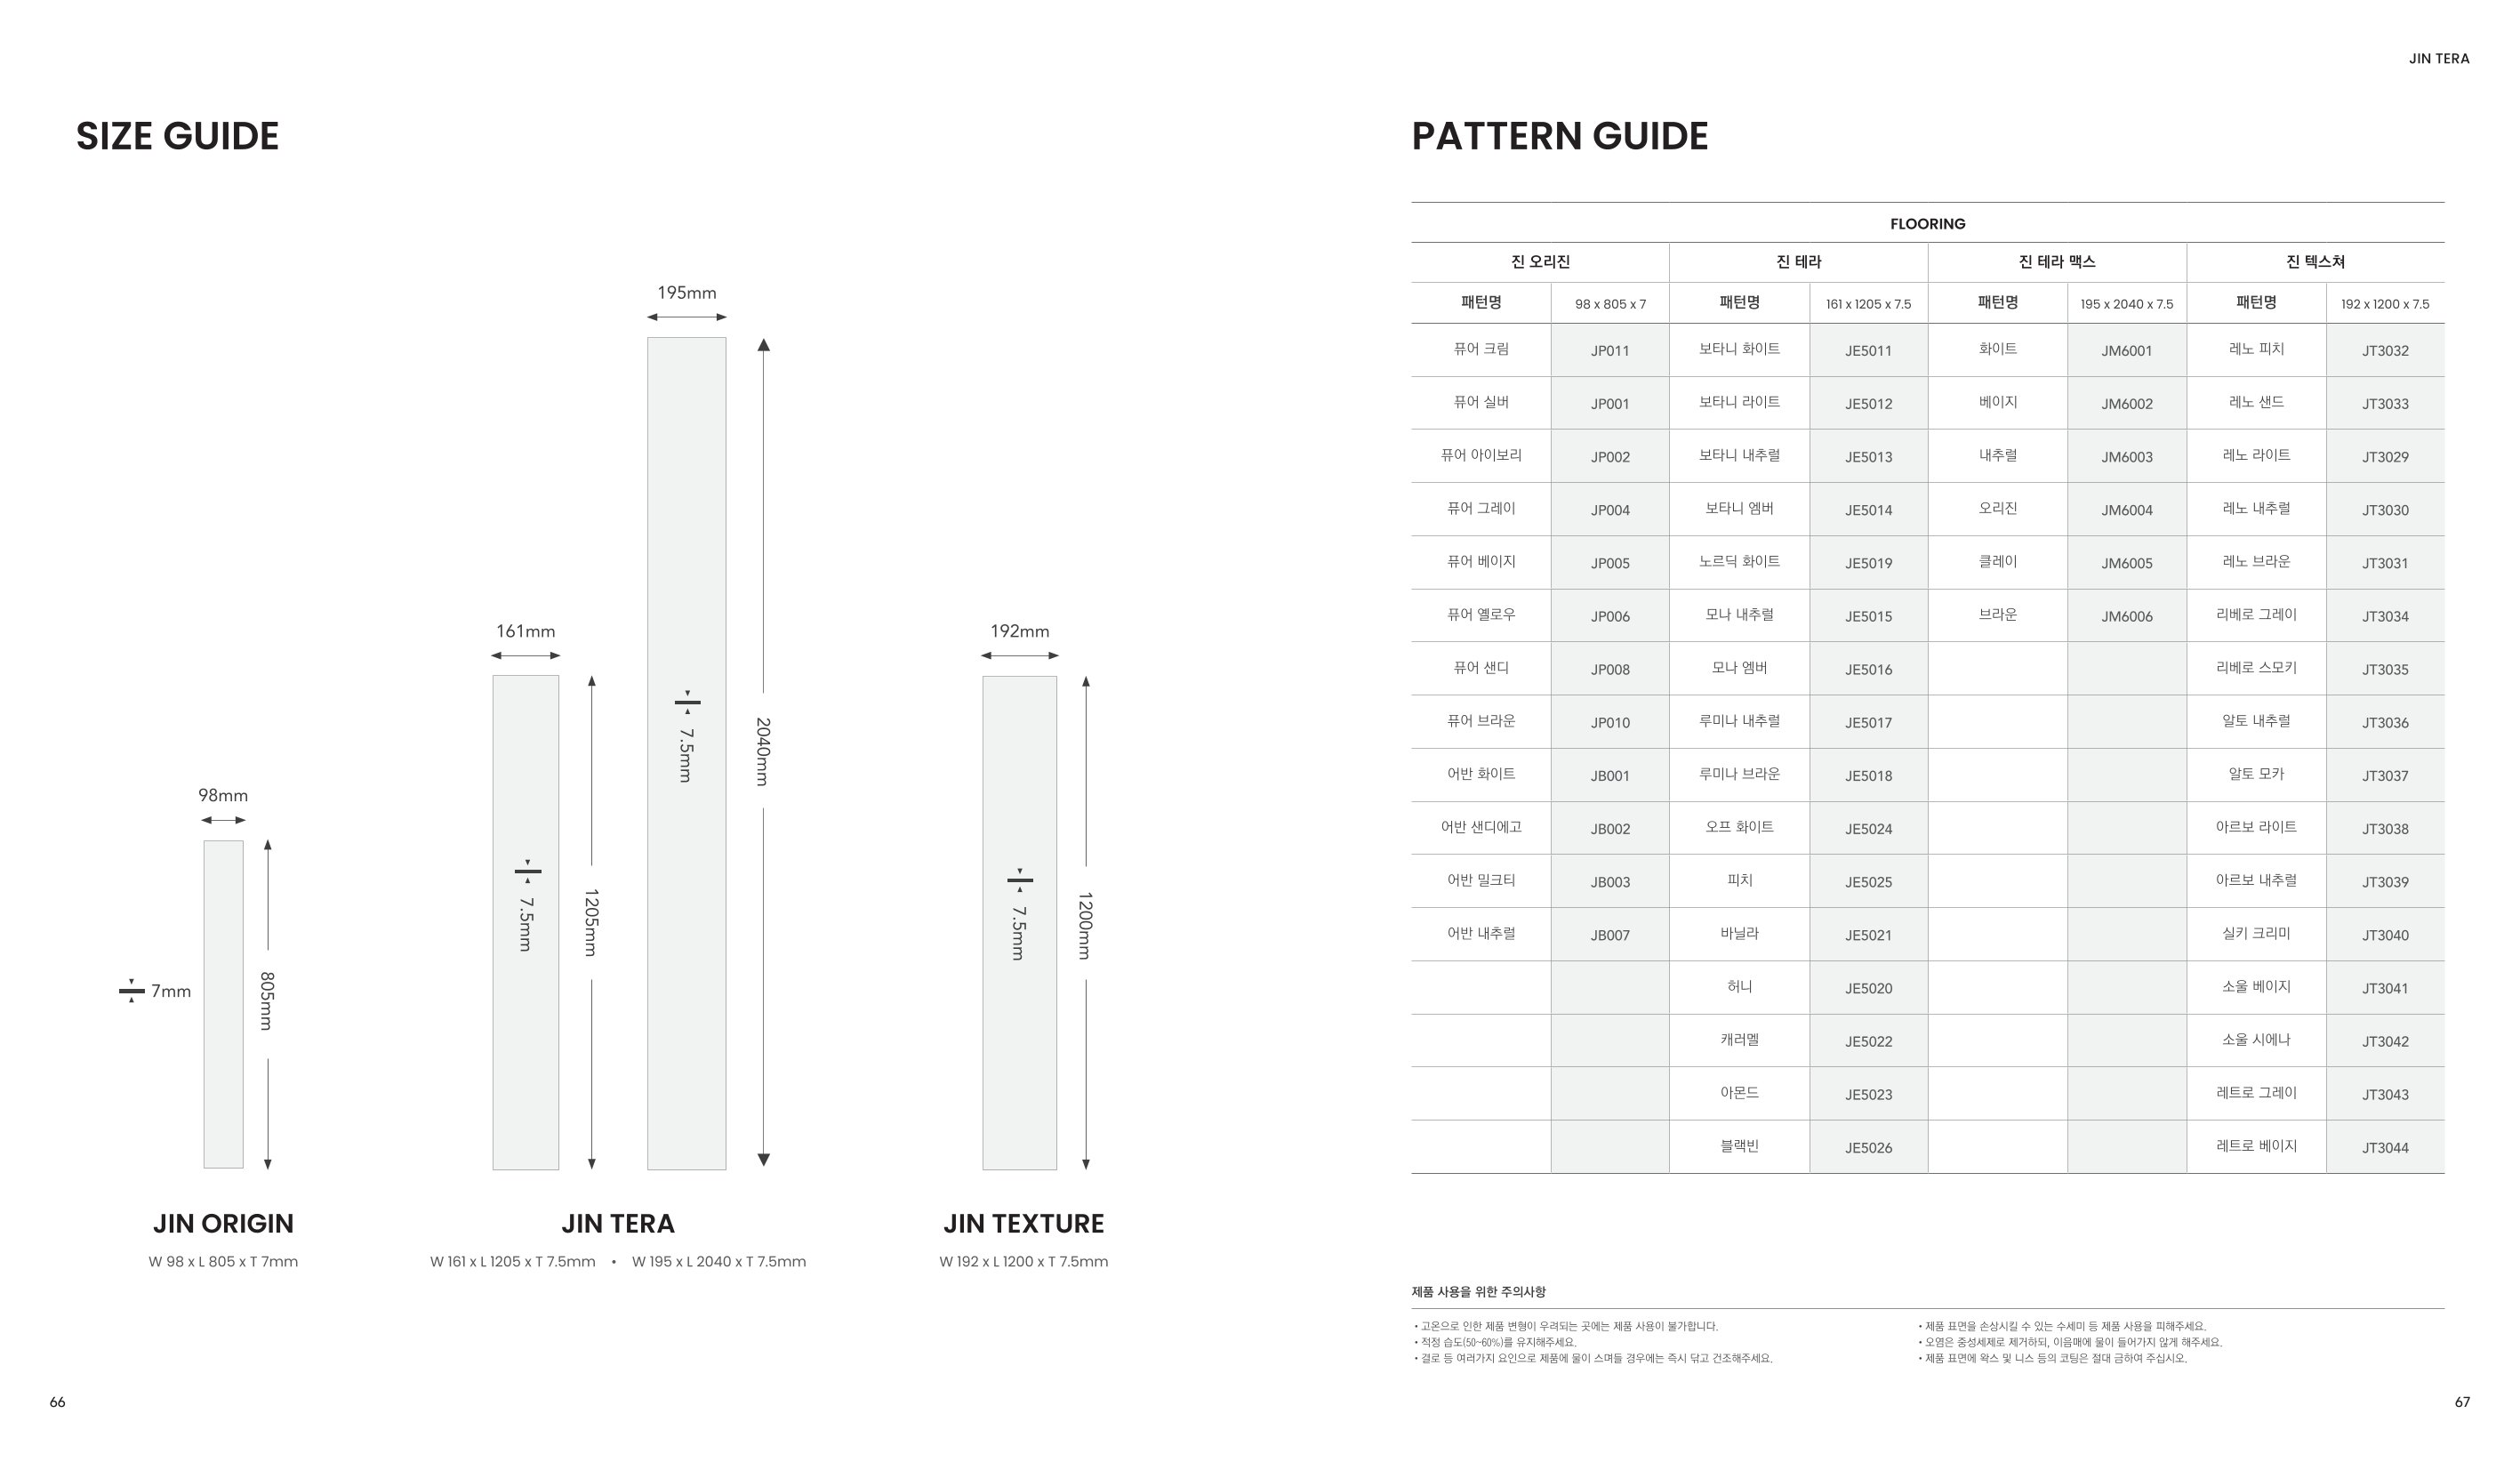 JIN TERA
SIZE GUIDE
195mm
2040mm
7.5mm
161mm
1205mm
7.5mm
192mm
1200mm
7.5mm
98mm
805mm
7mm
JIN ORIGIN
W 98 x L 805 x T 7mm
JIN TERA
W 161 x L 1205 x T 7.5mm • W 195 x L 2040 x T 7.5mm
JIN TEXTURE
W 192 x L 1200 x T 7.5mm
66
PATTERN GUIDE
FLOORING
진 오리진 진 테라 진 테라 맥스 진 텍스쳐
패턴명 98 x 805 x 7 패턴명 161 x 1205 x 7.5 패턴명 195 x 2040 x 7.5 패턴명 192 x 1200 x 7.5
퓨어 크림 JP011 보타니 화이트 JE5011 화이트 JM6001 레노 피치 JT3032
퓨어 실버 JP001 보타니 라이트 JE5012 베이지 JM6002 레노 샌드 JT3033
퓨어 아이보리 JP002 보타니 내추럴 JE5013 내추럴 JM6003 레노 라이트 JT3029
퓨어 그레이 JP004 보타니 엠버 JE5014 오리진 JM6004 레노 내추럴 JT3030
퓨어 베이지 JP005 노르딕 화이트 JE5019 클레이 JM6005 레노 브라운 JT3031
퓨어 옐로우 JP006 모나 내추럴 JE5015 브라운 JM6006 리베로 그레이 JT3034
퓨어 샌디 JP008 모나 엠버 JE5016 리베로 스모키 JT3035
퓨어 브라운 JP010 루미나 내추럴 JE5017 알토 내추럴 JT3036
어반 화이트 JB001 루미나 브라운 JE5018 알토 모카 JT3037
어반 샌디에고 JB002 오프 화이트 JE5024 아르보 라이트 JT3038
어반 밀크티 JB003 피치 JE5025 아르보 내추럴 JT3039
어반 내추럴 JB007 바닐라 JE5021 실키 크리미 JT3040
허니 JE5020 소울 베이지 JT3041
캐러멜 JE5022 소울 시에나 JT3042
아몬드 JE5023 레트로 그레이 JT3043
블랙빈 JE5026 레트로 베이지 JT3044
제품 사용을 위한 주의사항
• 고온으로 인한 제품 변형이 우려되는 곳에는 제품 사용이 불가합니다.
• 적정 습도(50~60%)를 유지해주세요.
• 결로 등 여러가지 요인으로 제품에 물이 스며들 경우에는 즉시 닦고 건조해주세요.
• 제품 표면을 손상시킬 수 있는 수세미 등 제품 사용을 피해주세요.
• 오염은 중성세제로 제거하되, 이음매에 물이 들어가지 않게 해주세요.
• 제품 표면에 왁스 및 니스 등의 코팅은 절대 금하여 주십시오.
67